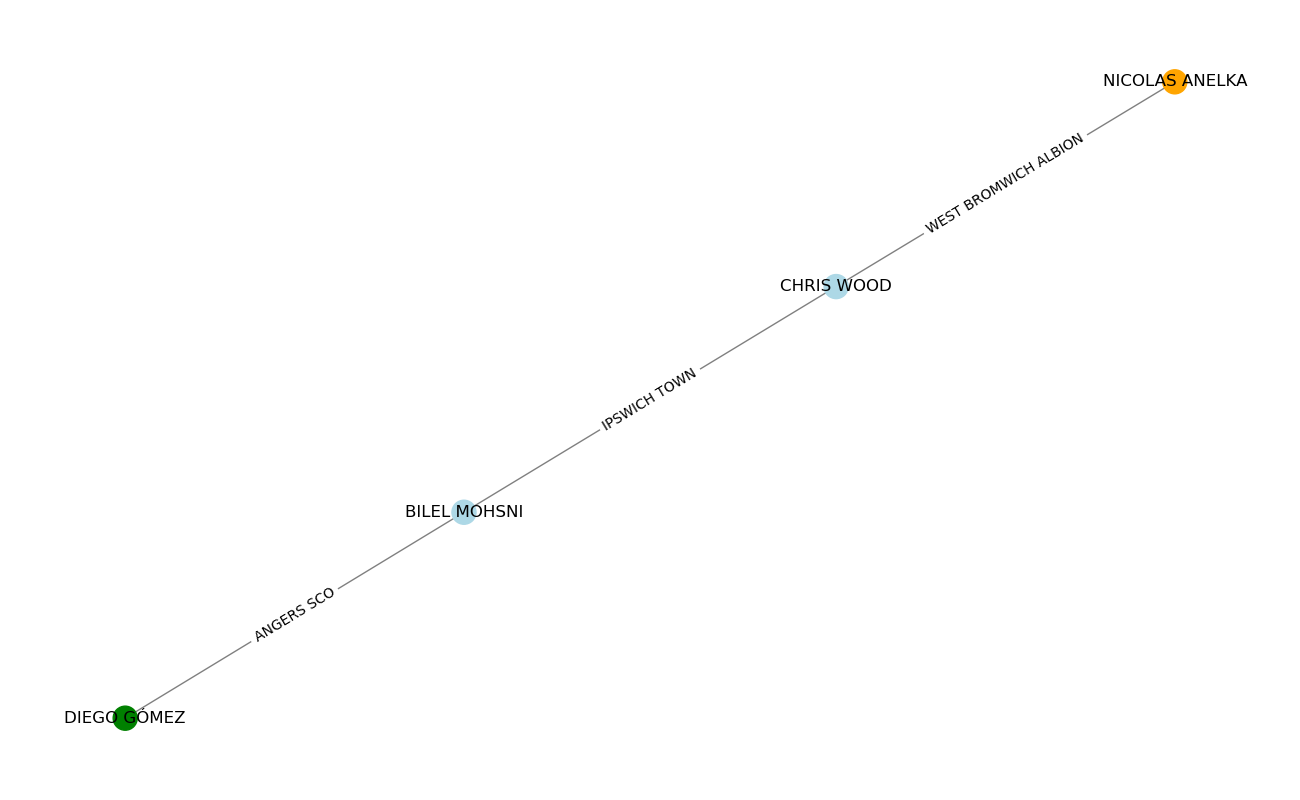 NICOLAS ANELKA
WEST BROMWICH ALBION
CHRIS WOOD
IPSWICH TOWN
BILEL MOHSNI
ANGERS SCO
DIEGO GÓMEZ